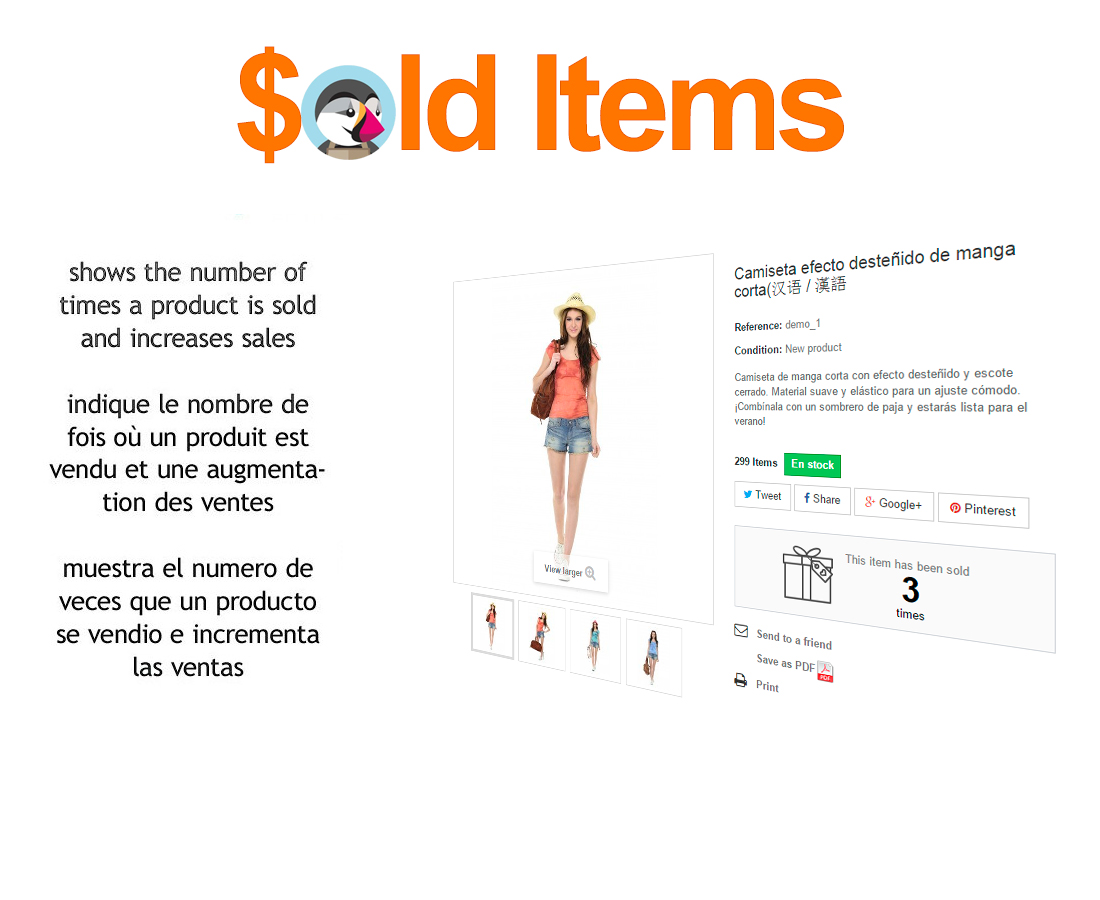 $old Items
shows the number of
times a product is sold
and increases sales
indique le nombre de
fois où un produit est
vendu et une augmenta-
tion des ventes
muestra el numero de
veces que un producto
se vendio e incrementa
las ventas
View larger
Camiseta efecto desteñido de manga
corta(汉语 / 漢語
Reference: demo_1
Condition: New product
Camiseta de manga corta con efecto desteñido y escote
cerrado. Material suave y elástico para un ajuste cómodo.
¡Combínala con un sombrero de paja y estarás lista para el
verano!
299 Items En stock
Tweet Share Google+ Pinterest
This item has been sold
3
times
Send to a friend
Save as PDF PDF
Print